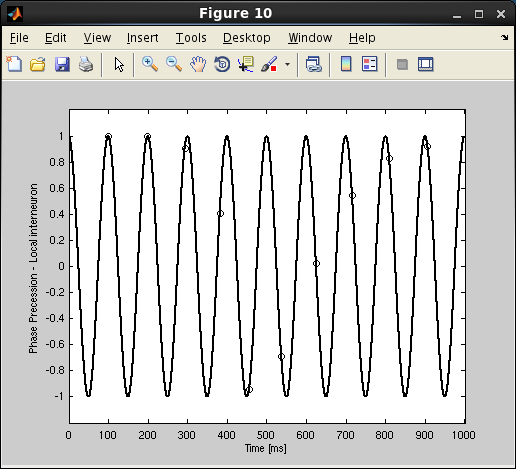 Figure 10
File Edit View Insert Tools Desktop Window Help
1
0.8
0.6
0.4
0.2
0
-0.2
-0.4
-0.6
-0.8
-1
Phase Precession - Local interneuron
0 100 200 300 400 500 600 700 800 900 1000
Time [ms]